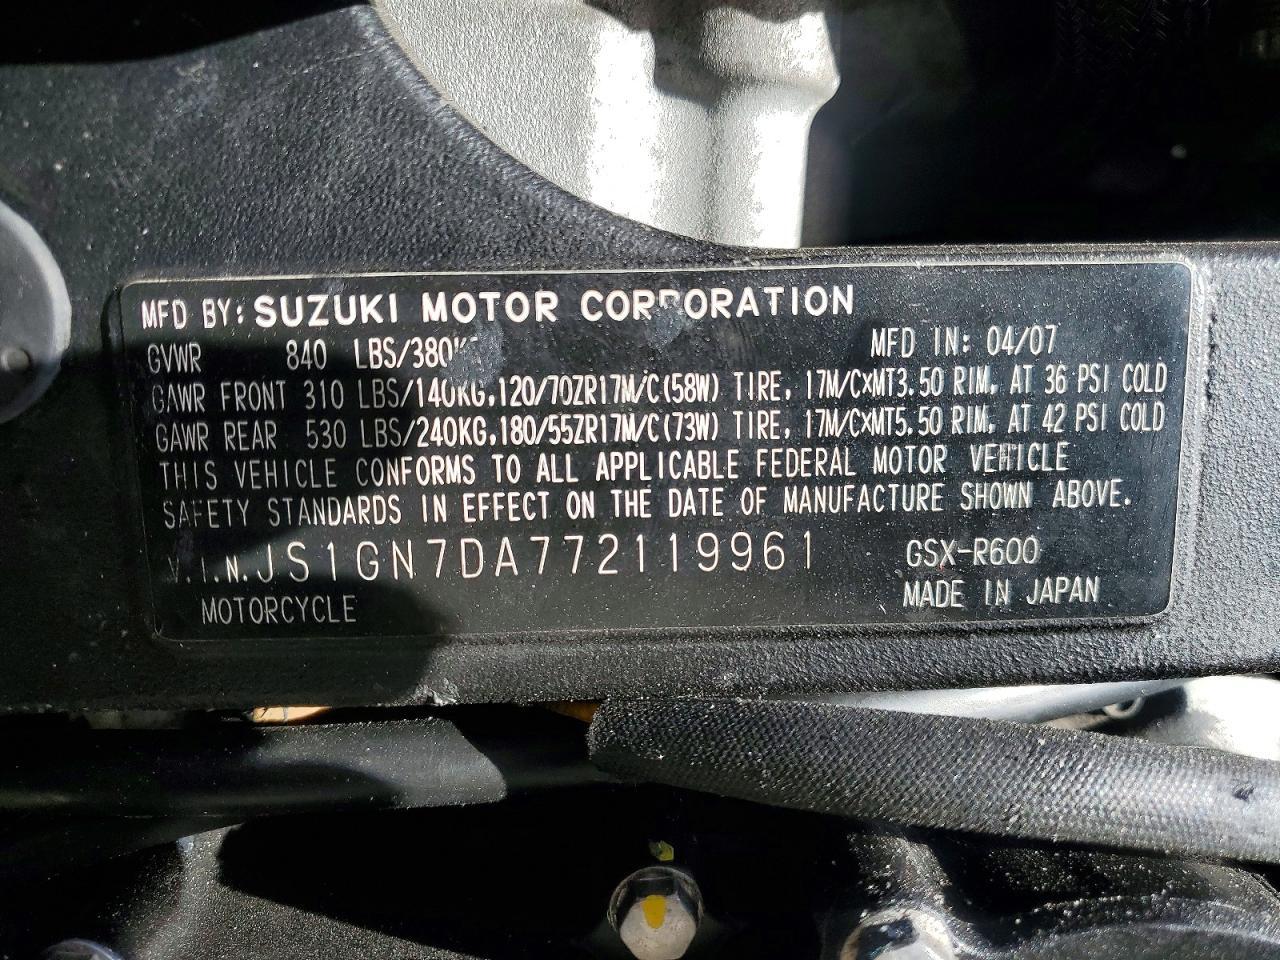 MFD BY: SUZUKI MOTOR CORPORATION
GVWR 840 LBS/380KG MFD IN: 04/07
GAWR FRONT 310 LBS/140KG,120/70ZR17M/C(58W) TIRE, 17M/CXMT3.50 RIM, AT 36 PSI COLD
GAWR REAR 530 LBS/240KG,180/55ZR17M/C(73W) TIRE, 17M/CXMT5.50 RIM, AT 42 PSI COLD
THIS VEHICLE CONFORMS TO ALL APPLICABLE FEDERAL MOTOR VEHICLE
SAFETY STANDARDS IN EFFECT ON THE DATE OF MANUFACTURE SHOWN ABOVE.
V.I.N. JS1GN7DA772119961 GSX-R600
MOTORCYCLE MADE IN JAPAN